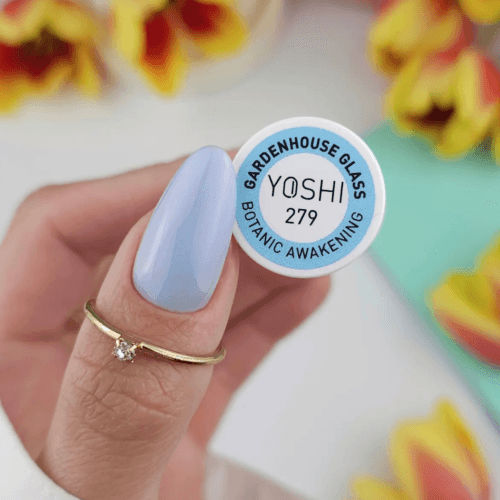 GARDENHOUSE GLASS
YOSHI
279
BOTANIC AWAKENING